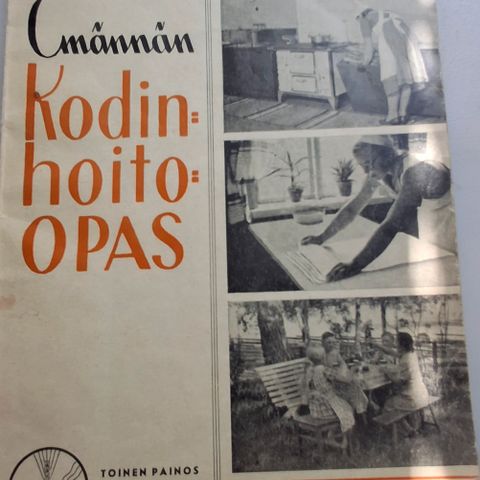 Emännän
Kodin=
hoito=
OPAS
TOINEN PAINOS